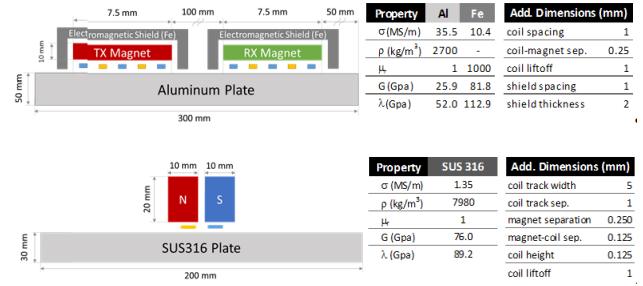 7.5 mm 100 mm 7.5 mm 50 mm
Electromagnetic Shield (Fe) Electromagnetic Shield (Fe)
10 mm
TX Magnet RX Magnet
50 mm
Aluminum Plate
300 mm
Property Al Fe
σ (MS/m) 35.5 10.4
ρ (kg/m³) 2700 -
μr 1 1000
G (Gpa) 25.9 81.8
λ (Gpa) 52.0 112.9
Add. Dimensions (mm)
coil spacing 1
coil-magnet sep. 0.25
coil liftoff 1
shield spacing 1
shield thickness 2
10 mm 10 mm
20 mm
N S
30 mm
SUS316 Plate
200 mm
Property SUS 316
σ (MS/m) 1.35
ρ (kg/m³) 7980
μr 1
G (Gpa) 76.0
λ (Gpa) 89.2
Add. Dimensions (mm)
coil track width 5
coil track sep. 1
magnet separation 0.250
magnet-coil sep. 0.125
coil height 0.125
coil liftoff 1